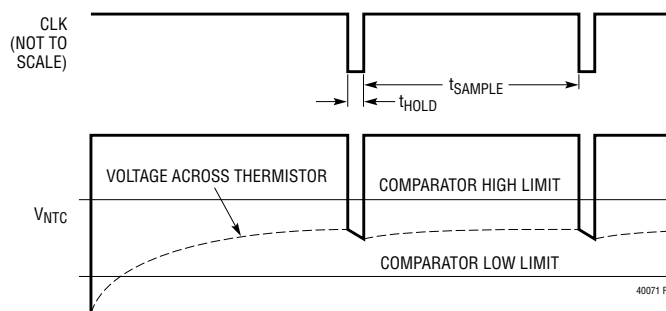 CLK
(NOT TO
SCALE)
tSAMPLE
tHOLD
VOLTAGE ACROSS THERMISTOR
COMPARATOR HIGH LIMIT
VNTC
COMPARATOR LOW LIMIT
40071 F